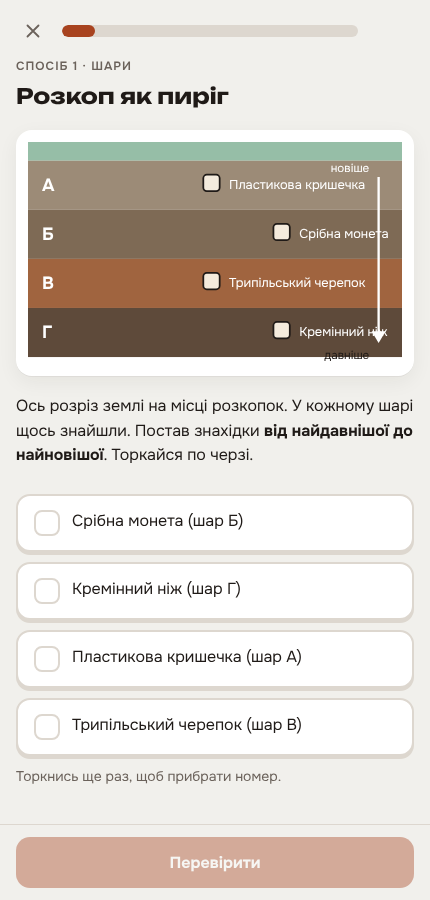 СПОСІБ 1 · ШАРИ
Розкоп як пиріг
новіше
А
Пластикова кришечка
Б
Срібна монета
В
Трипільський черепок
Г
Кремінний ніж
давніше
Ось розріз землі на місці розкопок. У кожному шарі
щось знайшли. Постав знахідки від найдавнішої до
найновішої. Торкайся по черзі.
Срібна монета (шар Б)
Кремінний ніж (шар Г)
Пластикова кришечка (шар А)
Трипільський черепок (шар В)
Торкнись ще раз, щоб прибрати номер.
Перевірити